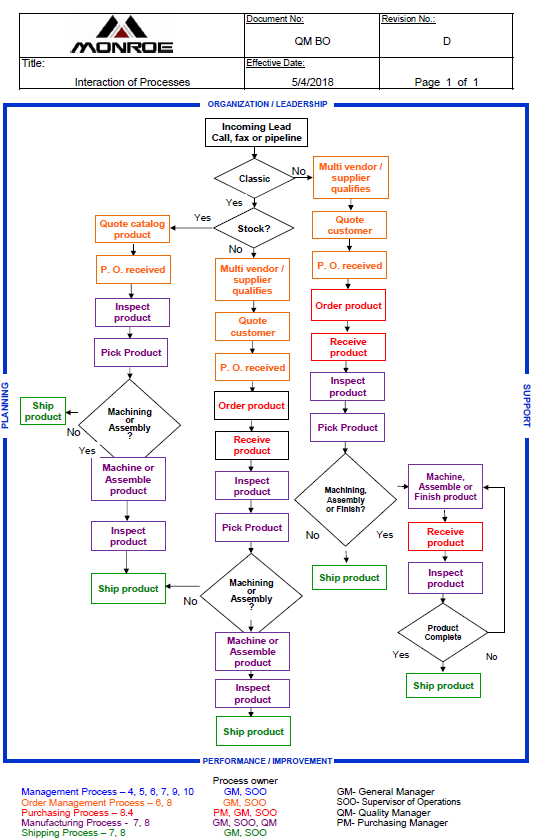 MONROE
Document No:
QM BO
Revision No.:
D
Title:
Interaction of Processes
Effective Date:
5/4/2018
Page 1 of 1
ORGANIZATION / LEADERSHIP
Incoming Lead
Call, fax or pipeline
Classic
No
Yes
Multi vendor /
supplier
qualifies
Quote
customer
P. O. received
Order product
Receive
product
Inspect
product
Pick Product
Machining,
Assembly
or Finish?
No
Yes
Ship product
Machine,
Assemble or
Finish product
Receive
product
Inspect
product
Product
Complete
Yes
No
Ship product
Stock?
Yes
No
Quote catalog
product
P. O. received
Inspect
product
Pick Product
Machining
or
Assembly
?
No
Yes
Ship
product
Machine or
Assemble
product
Inspect
product
Ship product
Multi vendor /
supplier
qualifies
Quote
customer
P. O. received
Order product
Receive
product
Inspect
product
Pick Product
Machining
or
Assembly
?
No
Machine or
Assemble
product
Inspect
product
Ship product
PLANNING
SUPPORT
PERFORMANCE / IMPROVEMENT
Process owner
Management Process – 4, 5, 6, 7, 9, 10 GM, SOO GM- General Manager
Order Management Process – 6, 8 GM, SOO SOO- Supervisor of Operations
Purchasing Process – 8.4 PM, GM, SOO QM- Quality Manager
Manufacturing Process - 7, 8 GM, SOO, QM PM- Purchasing Manager
Shipping Process – 7, 8 GM, SOO